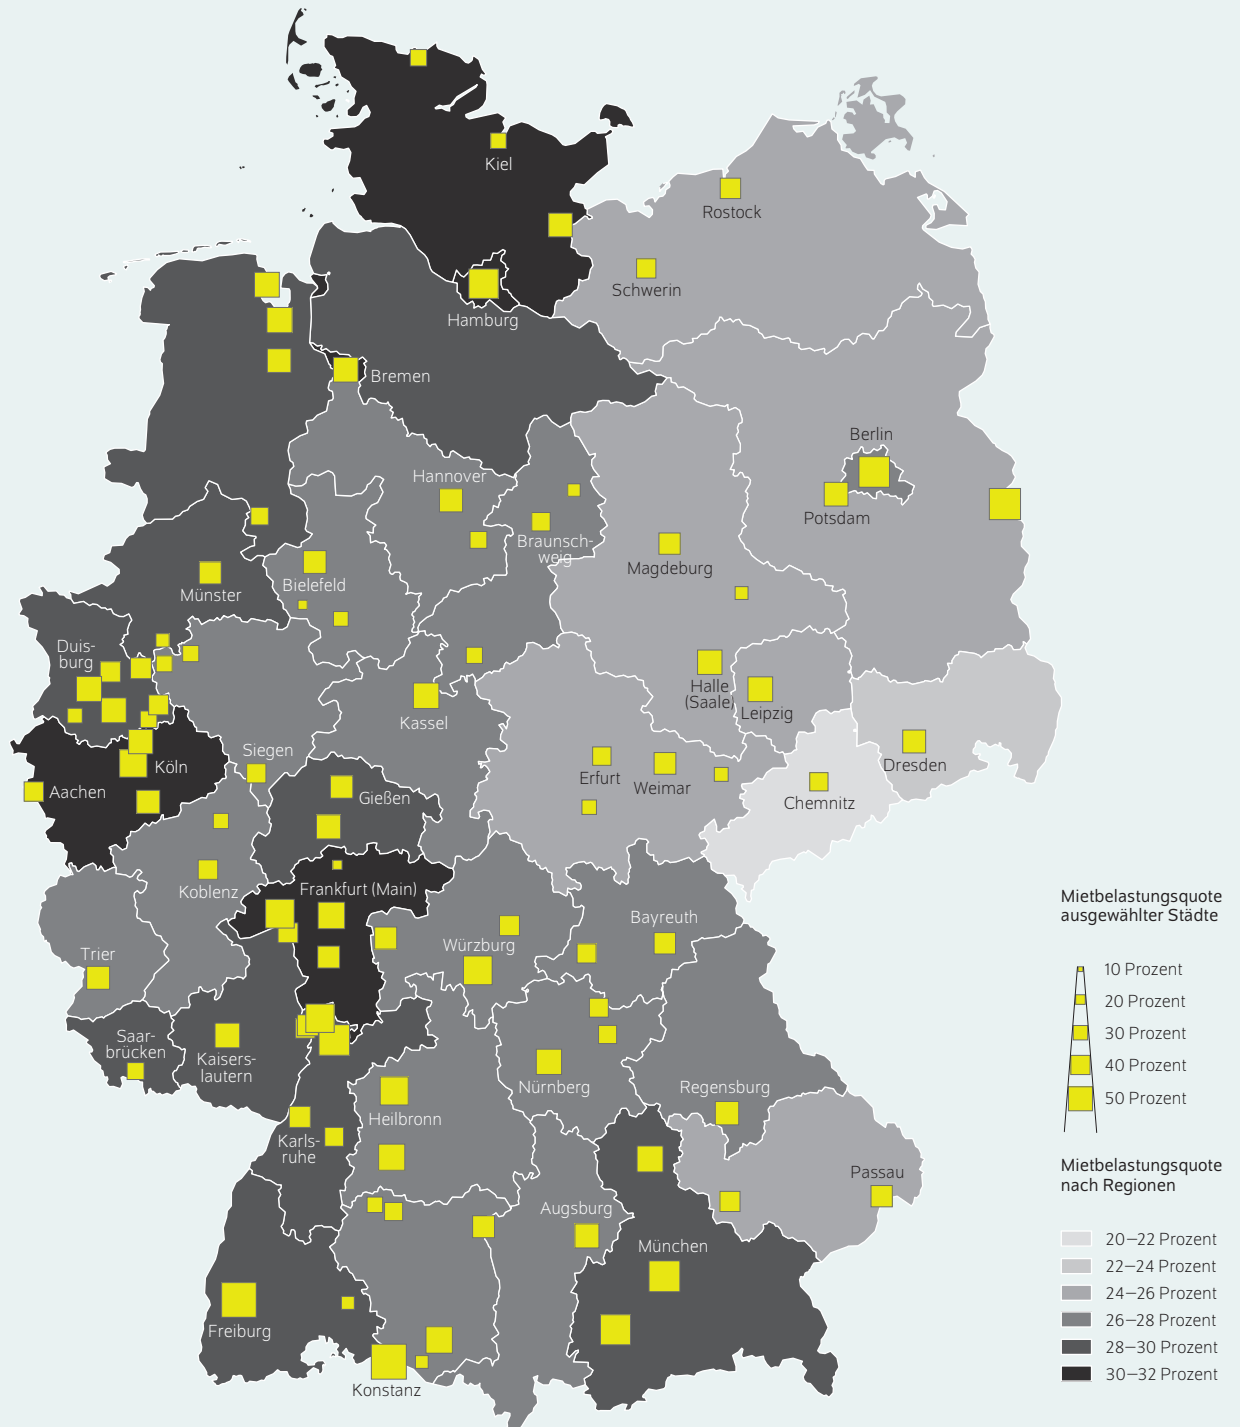 Kiel
Rostock
Schwerin
Hamburg
Bremen
Berlin
Potsdam
Hannover
Braunsch-
weig
Magdeburg
Bielefeld
Münster
Duis-
burg
Halle
(Saale)
Leipzig
Kassel
Siegen
Köln
Aachen
Erfurt
Weimar
Dresden
Chemnitz
Gießen
Koblenz
Frankfurt (Main)
Trier
Würzburg
Bayreuth
Saar-
brücken
Kaisers-
lautern
Nürnberg
Regensburg
Heilbronn
Karls-
ruhe
Passau
Augsburg
München
Freiburg
Konstanz
Mietbelastungsquote
ausgewählter Städte
10 Prozent
20 Prozent
30 Prozent
40 Prozent
50 Prozent
Mietbelastungsquote
nach Regionen
20–22 Prozent
22–24 Prozent
24–26 Prozent
26–28 Prozent
28–30 Prozent
30–32 Prozent